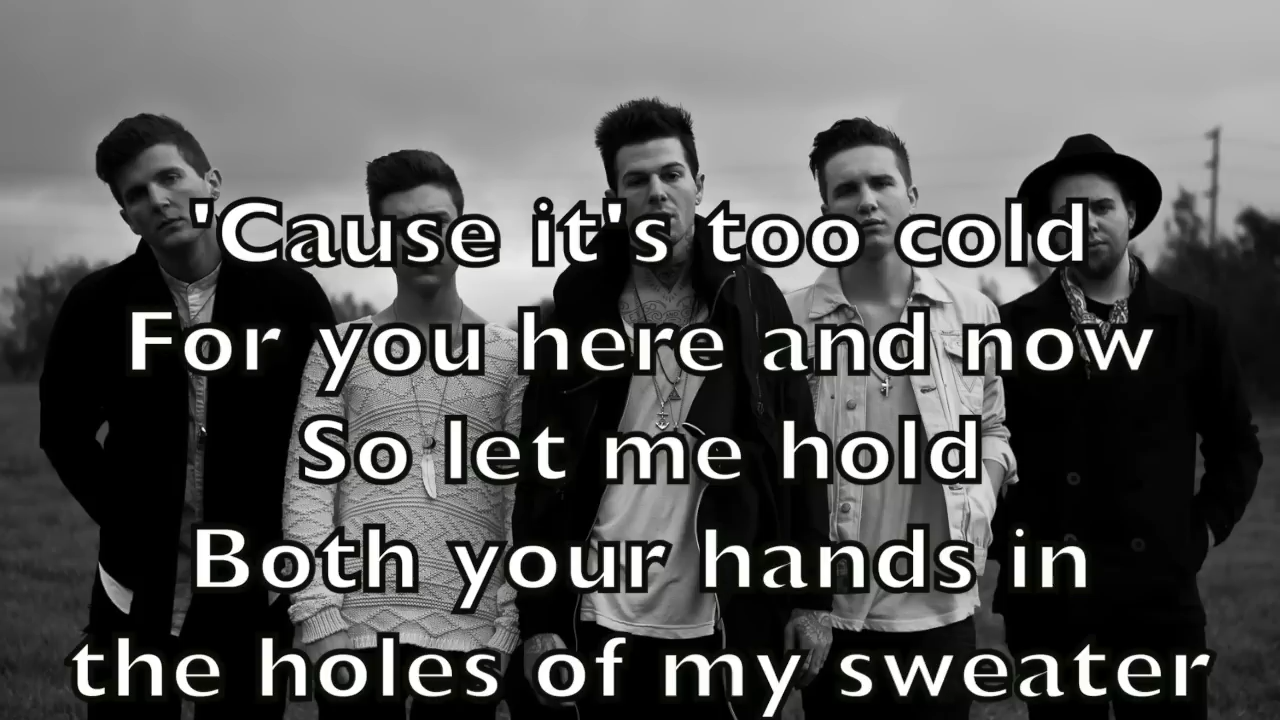 'Cause it's too cold
For you here and now
So let me hold
Both your hands in
the holes of my sweater